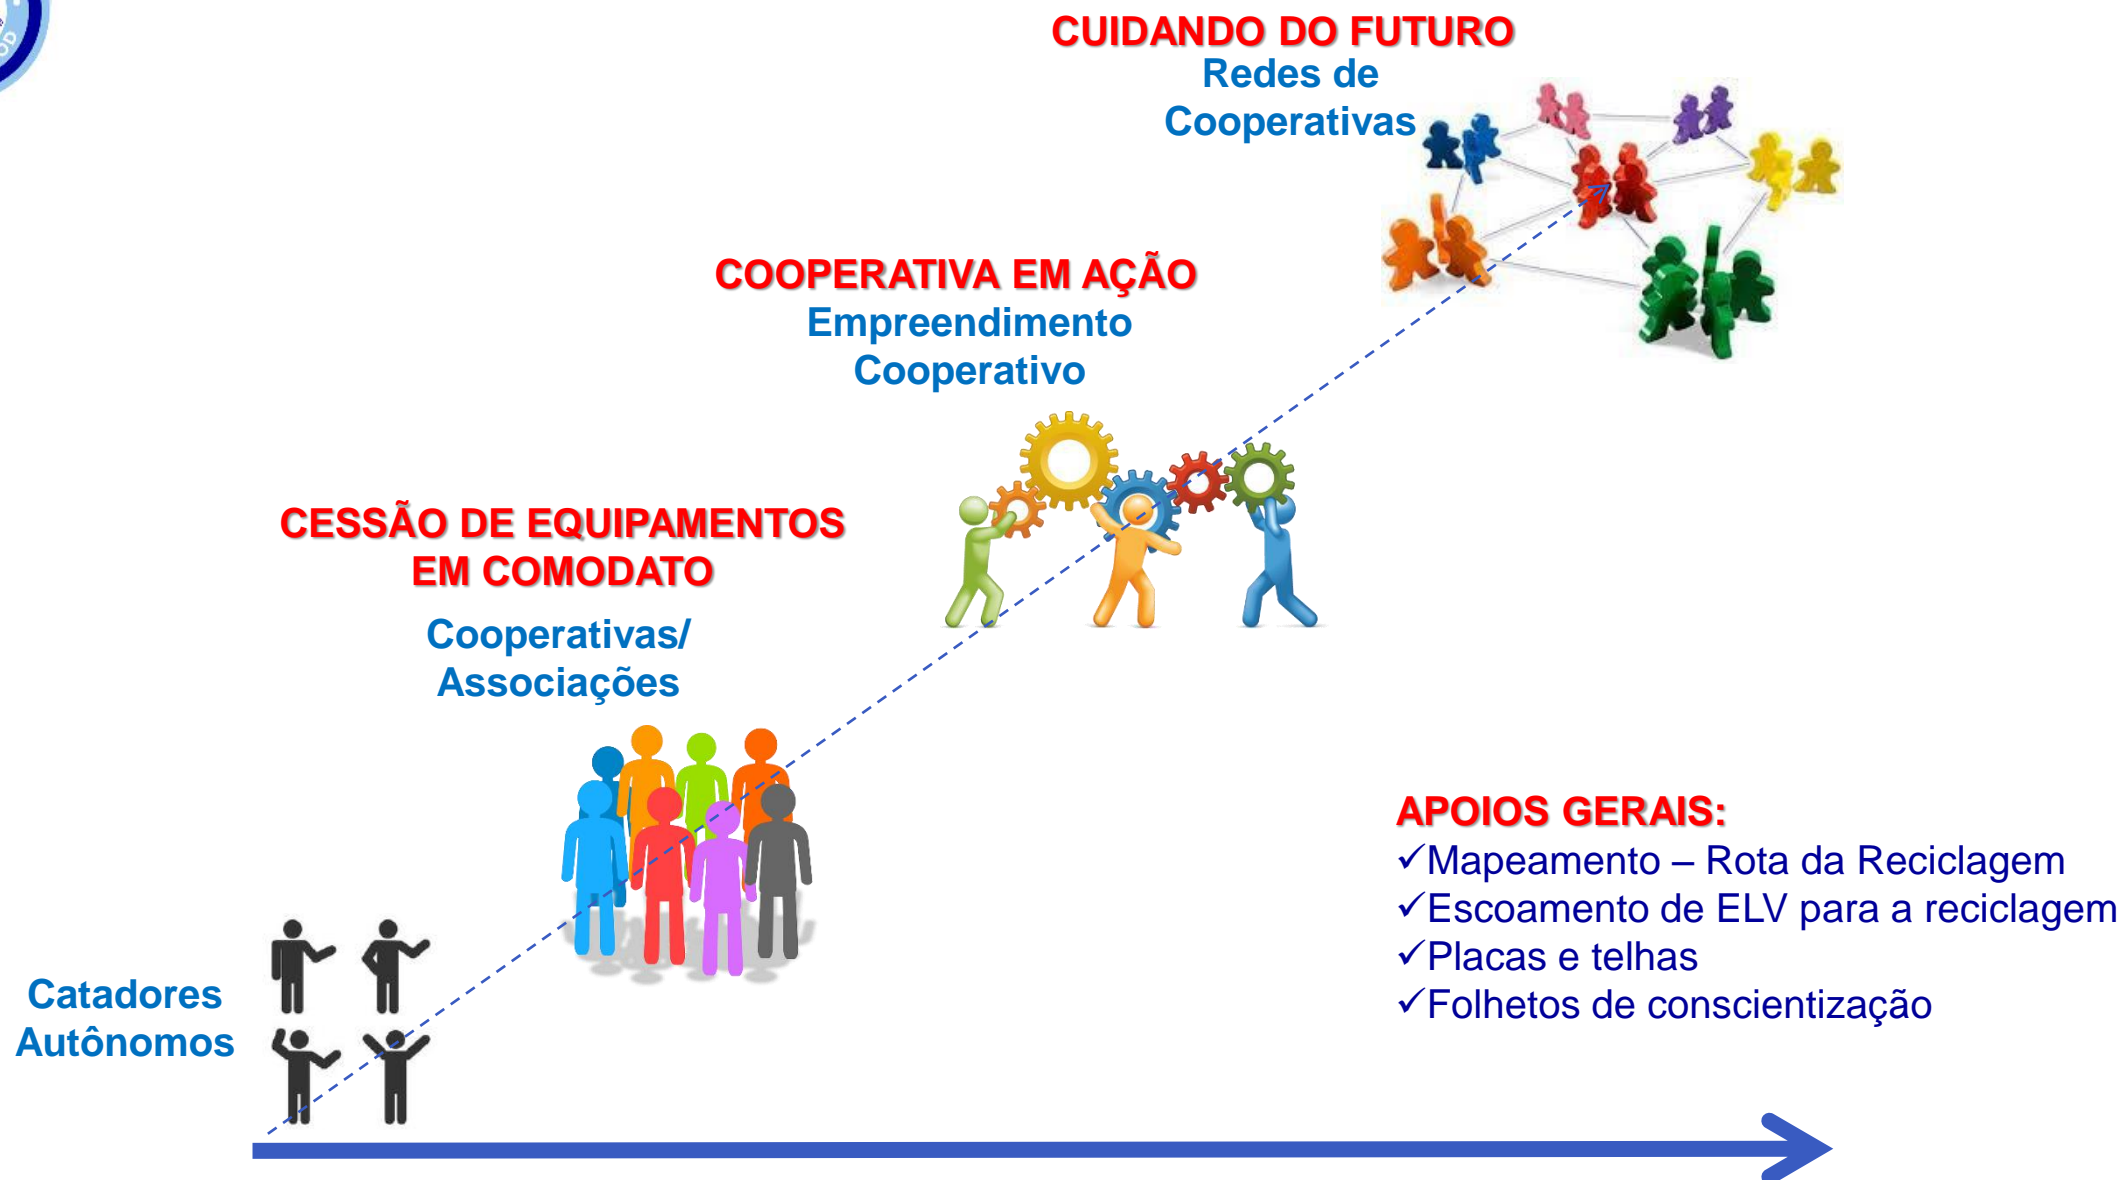 CUIDANDO DO FUTURO
Redes de
Cooperativas
COOPERATIVA EM AÇÃO
Empreendimento
Cooperativo
CESSÃO DE EQUIPAMENTOS
EM COMODATO
Cooperativas/
Associações
Catadores
Autônomos
APOIOS GERAIS:
✓Mapeamento – Rota da Reciclagem
✓Escoamento de ELV para a reciclagem
✓Placas e telhas
✓Folhetos de conscientização